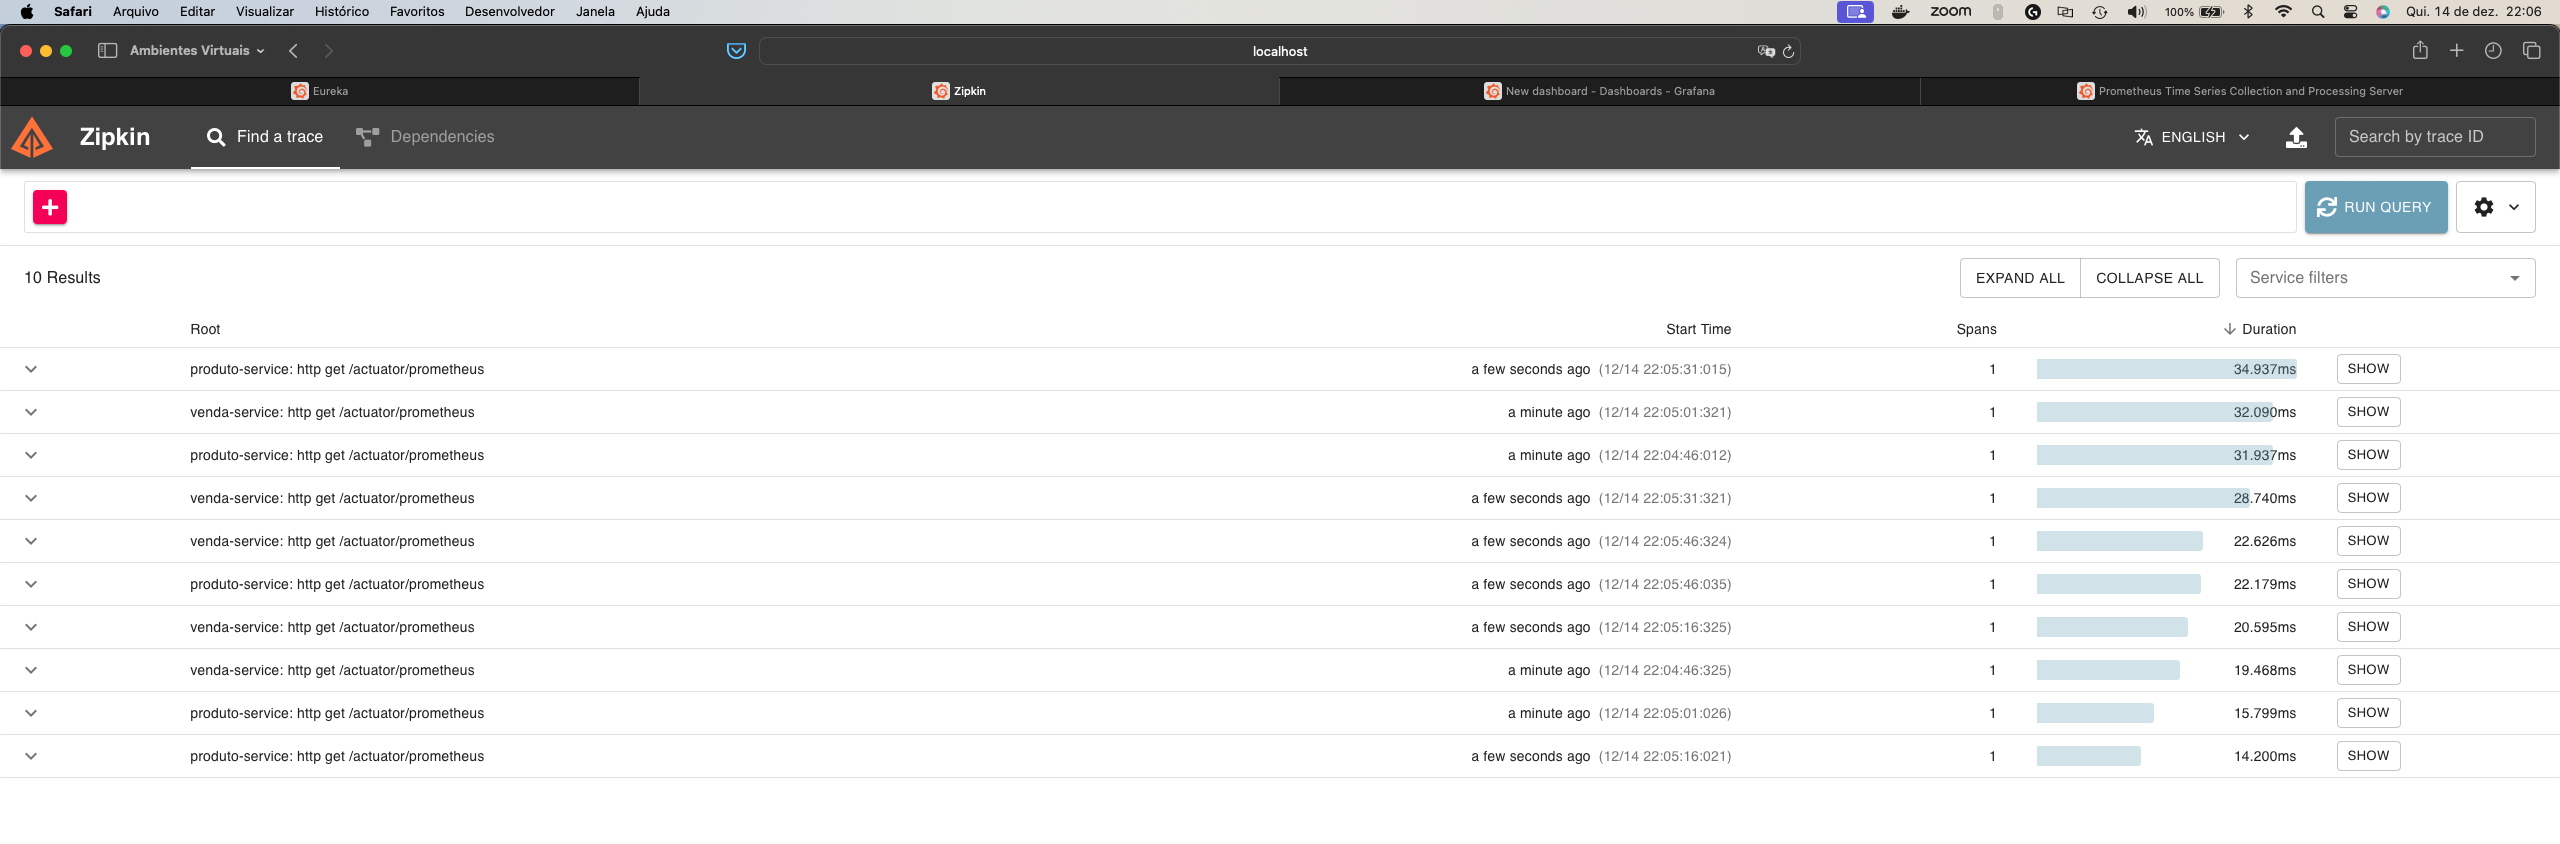 Safari Arquivo Editar Visualizar Histórico Favoritos Desenvolvedor Janela Ajuda zoom 100% Qui. 14 de dez. 22:06
Ambientes Virtuais localhost
Eureka Zipkin New dashboard - Dashboards - Grafana Prometheus Time Series Collection and Processing Server
Zipkin Find a trace Dependencies ENGLISH Search by trace ID
RUN QUERY
10 Results EXPAND ALL COLLAPSE ALL Service filters
Root Start Time Spans Duration
produto-service: http get /actuator/prometheus a few seconds ago (12/14 22:05:31:015) 1 34.937ms SHOW
venda-service: http get /actuator/prometheus a minute ago (12/14 22:05:01:321) 1 32.090ms SHOW
produto-service: http get /actuator/prometheus a minute ago (12/14 22:04:46:012) 1 31.937ms SHOW
venda-service: http get /actuator/prometheus a few seconds ago (12/14 22:05:31:321) 1 28.740ms SHOW
venda-service: http get /actuator/prometheus a few seconds ago (12/14 22:05:46:324) 1 22.626ms SHOW
produto-service: http get /actuator/prometheus a few seconds ago (12/14 22:05:46:035) 1 22.179ms SHOW
venda-service: http get /actuator/prometheus a few seconds ago (12/14 22:05:16:325) 1 20.595ms SHOW
venda-service: http get /actuator/prometheus a minute ago (12/14 22:04:46:325) 1 19.468ms SHOW
produto-service: http get /actuator/prometheus a minute ago (12/14 22:05:01:026) 1 15.799ms SHOW
produto-service: http get /actuator/prometheus a few seconds ago (12/14 22:05:16:021) 1 14.200ms SHOW